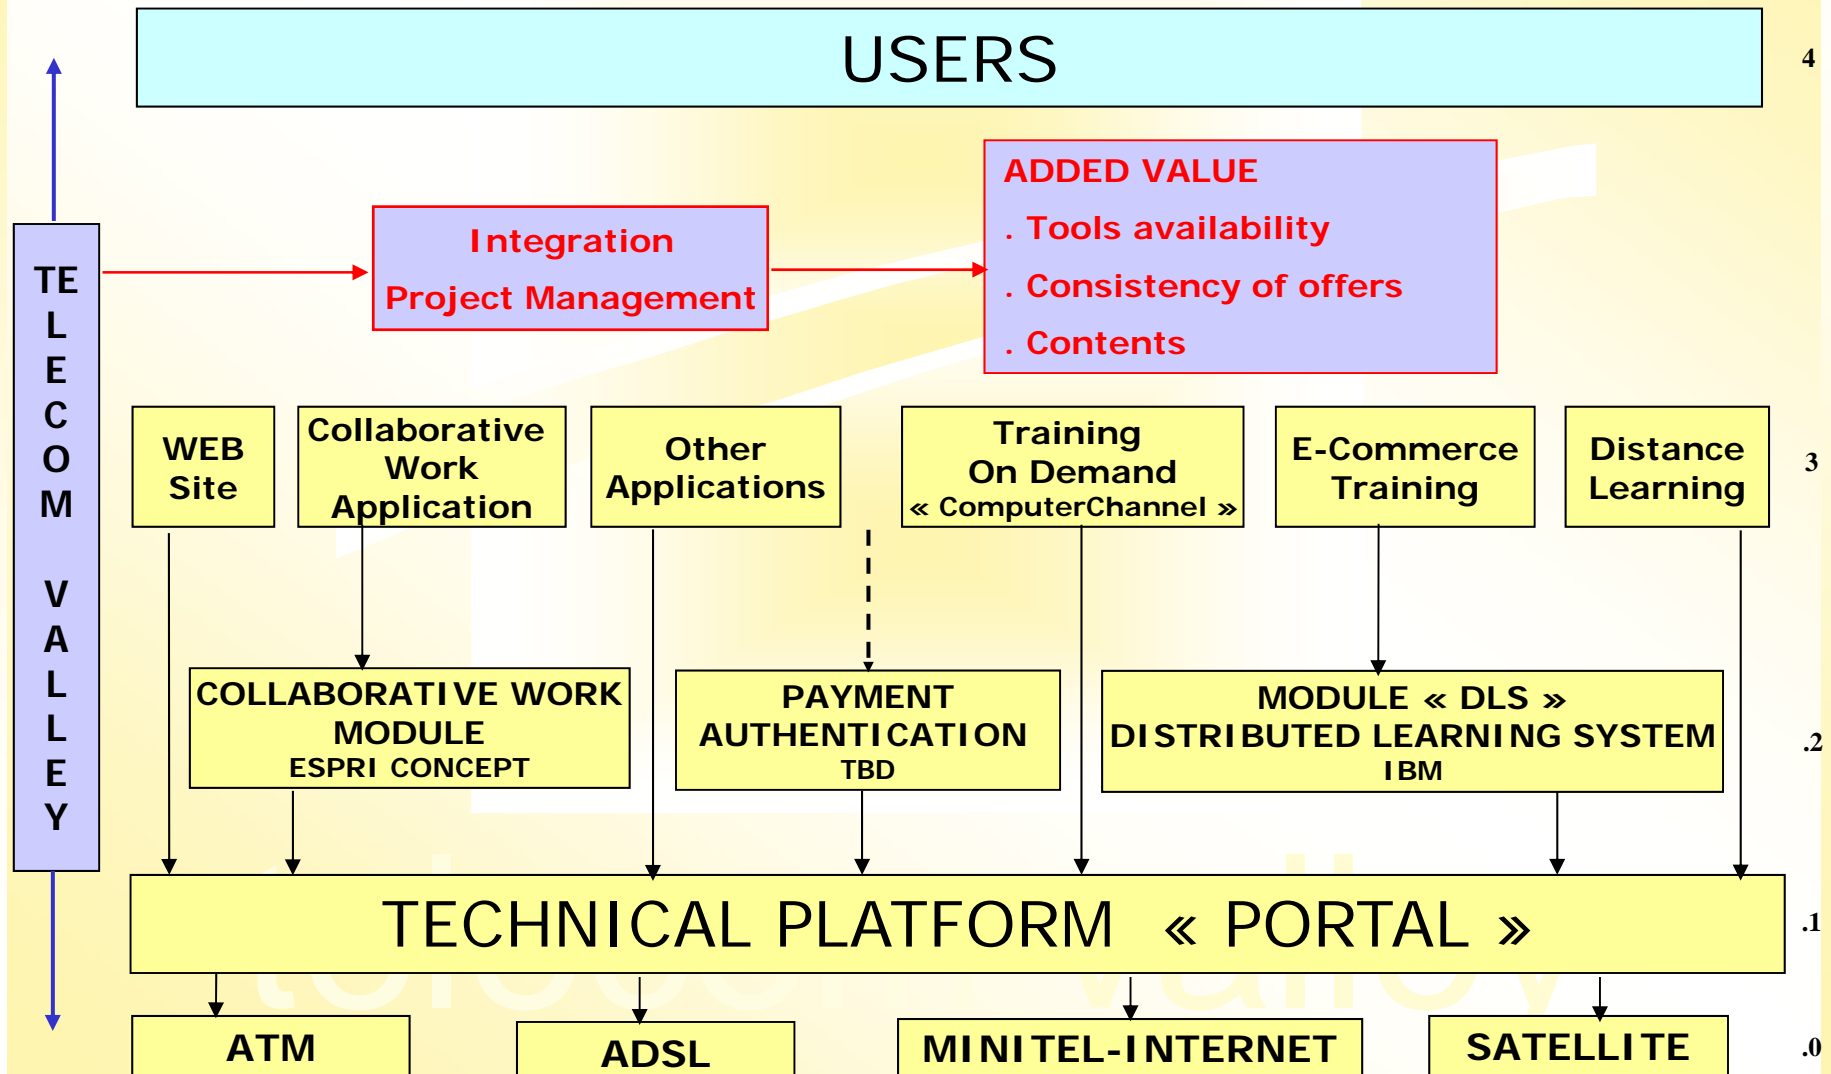 USERS
4
TE
L
E
C
O
M
V
A
L
L
E
Y
Integration
Project Management
ADDED VALUE
. Tools availability
. Consistency of offers
. Contents
WEB
Site
Collaborative
Work
Application
Other
Applications
Training
On Demand
« ComputerChannel »
E-Commerce
Training
Distance
Learning
3
COLLABORATIVE WORK
MODULE
ESPRI CONCEPT
PAYMENT
AUTHENTICATION
TBD
MODULE « DLS »
DISTRIBUTED LEARNING SYSTEM
IBM
.2
TECHNICAL PLATFORM « PORTAL »
.1
telecom valley
ATM
ADSL
MINITEL-INTERNET
SATELLITE
.0